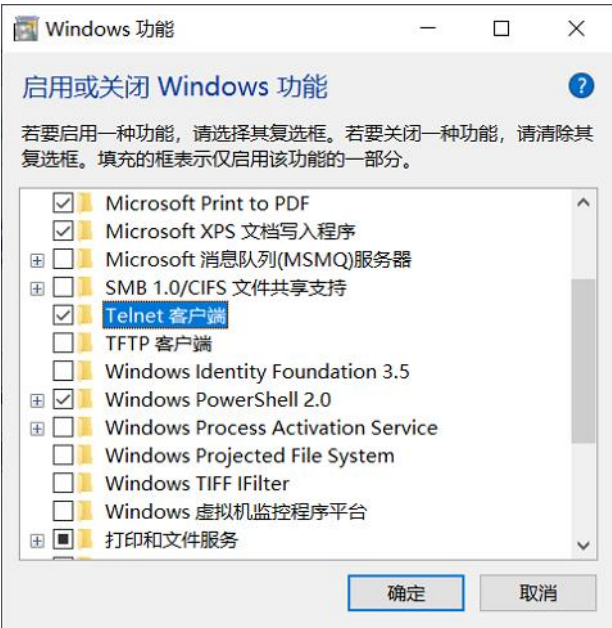 Windows 功能
启用或关闭 Windows 功能
若要启用一种功能，请选择其复选框。若要关闭一种功能，请清除其
复选框。填充的框表示仅启用该功能的一部分。
Microsoft Print to PDF
Microsoft XPS 文档写入程序
Microsoft 消息队列(MSMQ)服务器
SMB 1.0/CIFS 文件共享支持
Telnet 客户端
TFTP 客户端
Windows Identity Foundation 3.5
Windows PowerShell 2.0
Windows Process Activation Service
Windows Projected File System
Windows TIFF IFilter
Windows 虚拟机监控程序平台
打印和文件服务
确定
取消